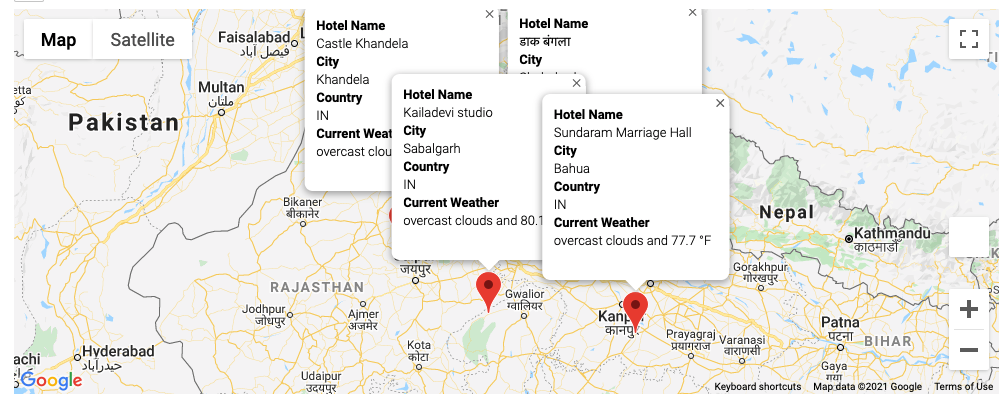 Map
Satellite
Faisalabad
فیصل آباد
Multan
ملتان
Pakistan
Hotel Name
Castle Khandela
City
Khandela
Country
IN
Current Weat
overcast clou
Hotel Name
डाक बंगला
City
Hotel Name
Kailadevi studio
City
Sabalgarh
Country
IN
Current Weather
overcast clouds and 80.1
Hotel Name
Sundaram Marriage Hall
City
Bahua
Country
IN
Current Weather
overcast clouds and 77.7 °F
Nepal
Kathmandu
काठमाडौं
Bikaner
बीकानेर
जयपुर
RAJASTHAN
Jodhpur
जोधपुर
Ajmer
अजमेर
Gwalior
ग्वालियर
Kanpur
कानपुर
Gorakhpur
गोरखपुर
Prayagraj
प्रयागराज
Varanasi
वाराणसी
Patna
पटना
BIHAR
Gaya
गया
Kota
कोटा
Udaipur
उदयपुर
achi
Hyderabad
حیدرآباد
Google
Keyboard shortcuts
Map data ©2021 Google
Terms of Use